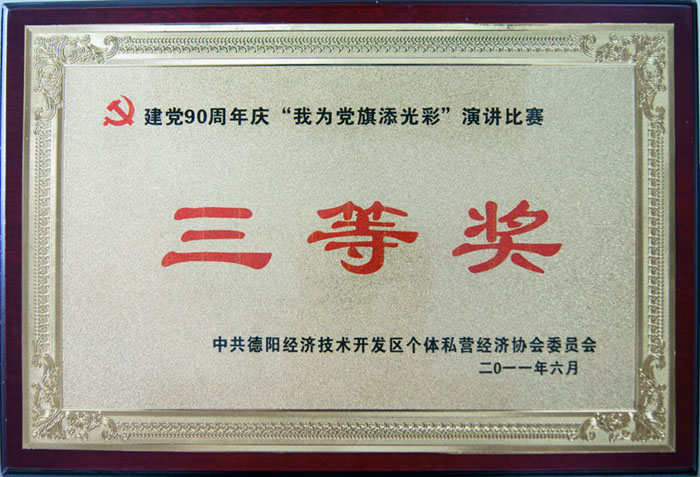 建党90周年庆“我为党旗添光彩”演讲比赛
三等奖
中共德阳经济技术开发区个体私营经济协会委员会
二0一一年六月